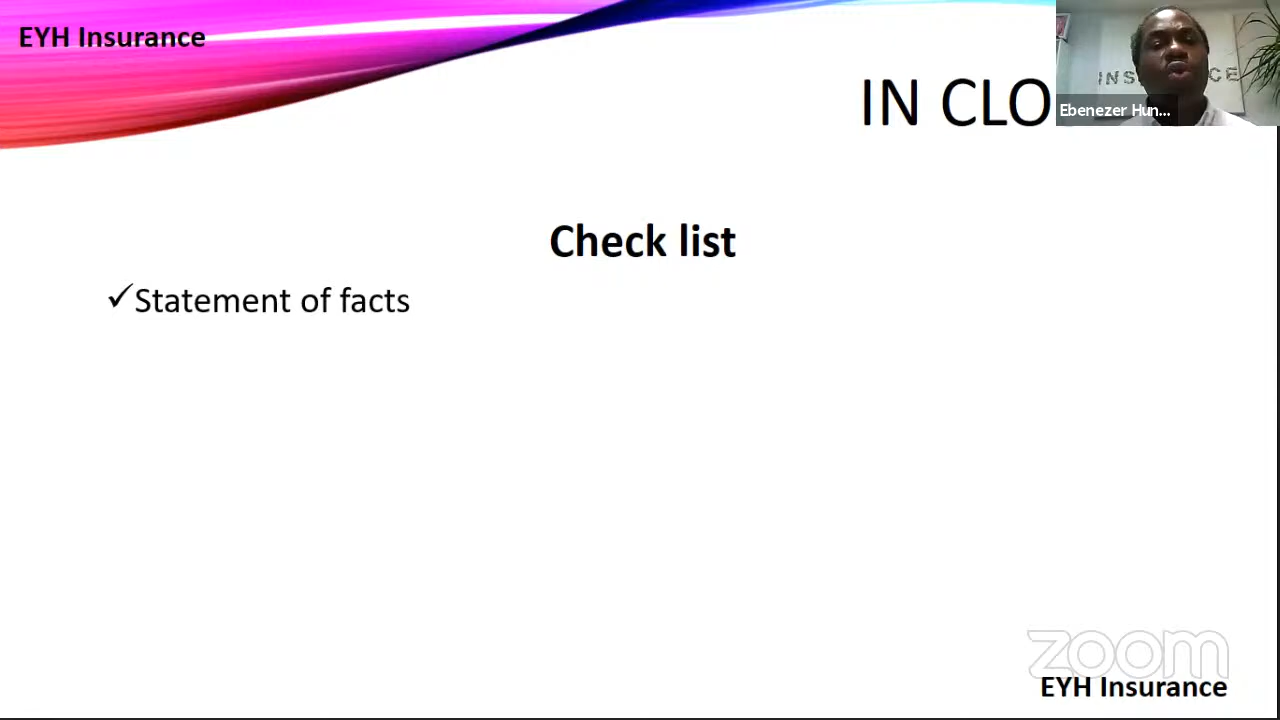 EYH Insurance
IN CLO
Ebenezer Hun...
Check list
✓Statement of facts
zoom
EYH Insurance